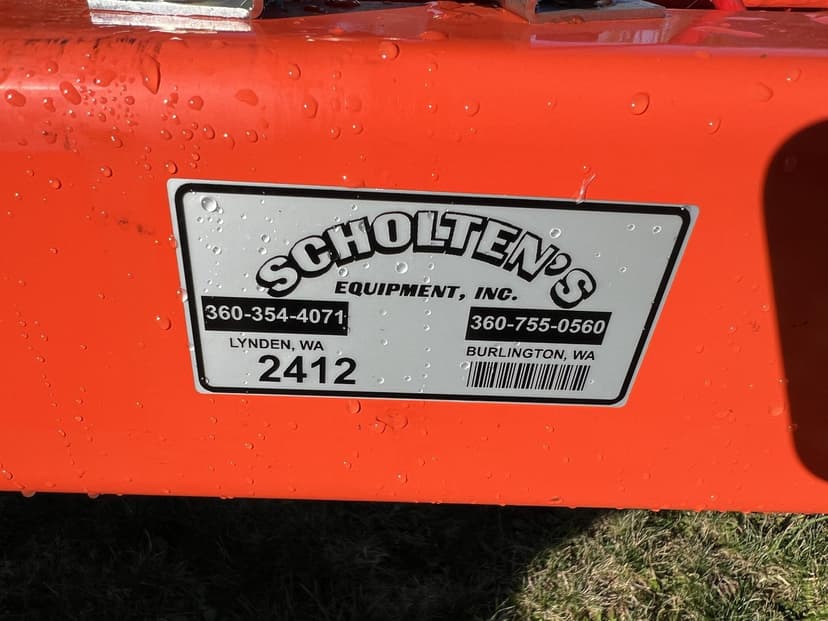 SCHOLTEN'S
EQUIPMENT, INC.
360-354-4071
LYNDEN, WA
2412
360-755-0560
BURLINGTON, WA